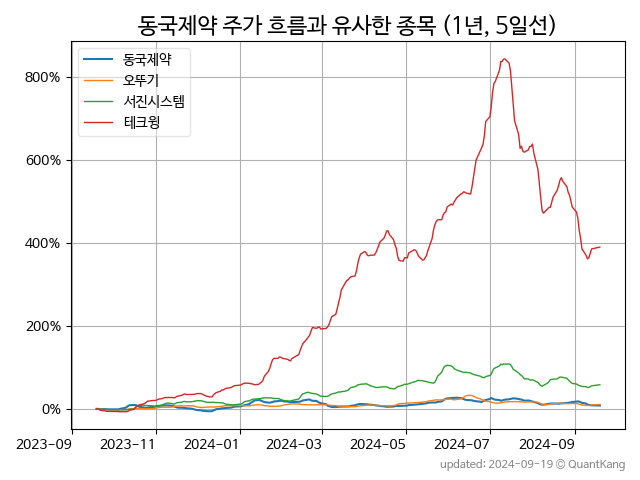 동국제약 주가 흐름과 유사한 종목 (1년, 5일선)
동국제약
오뚜기
서진시스템
테크윙
800%
600%
400%
200%
0%
2023-09 2023-11 2024-01 2024-03 2024-05 2024-07 2024-09
updated: 2024-09-19 © QuantKang